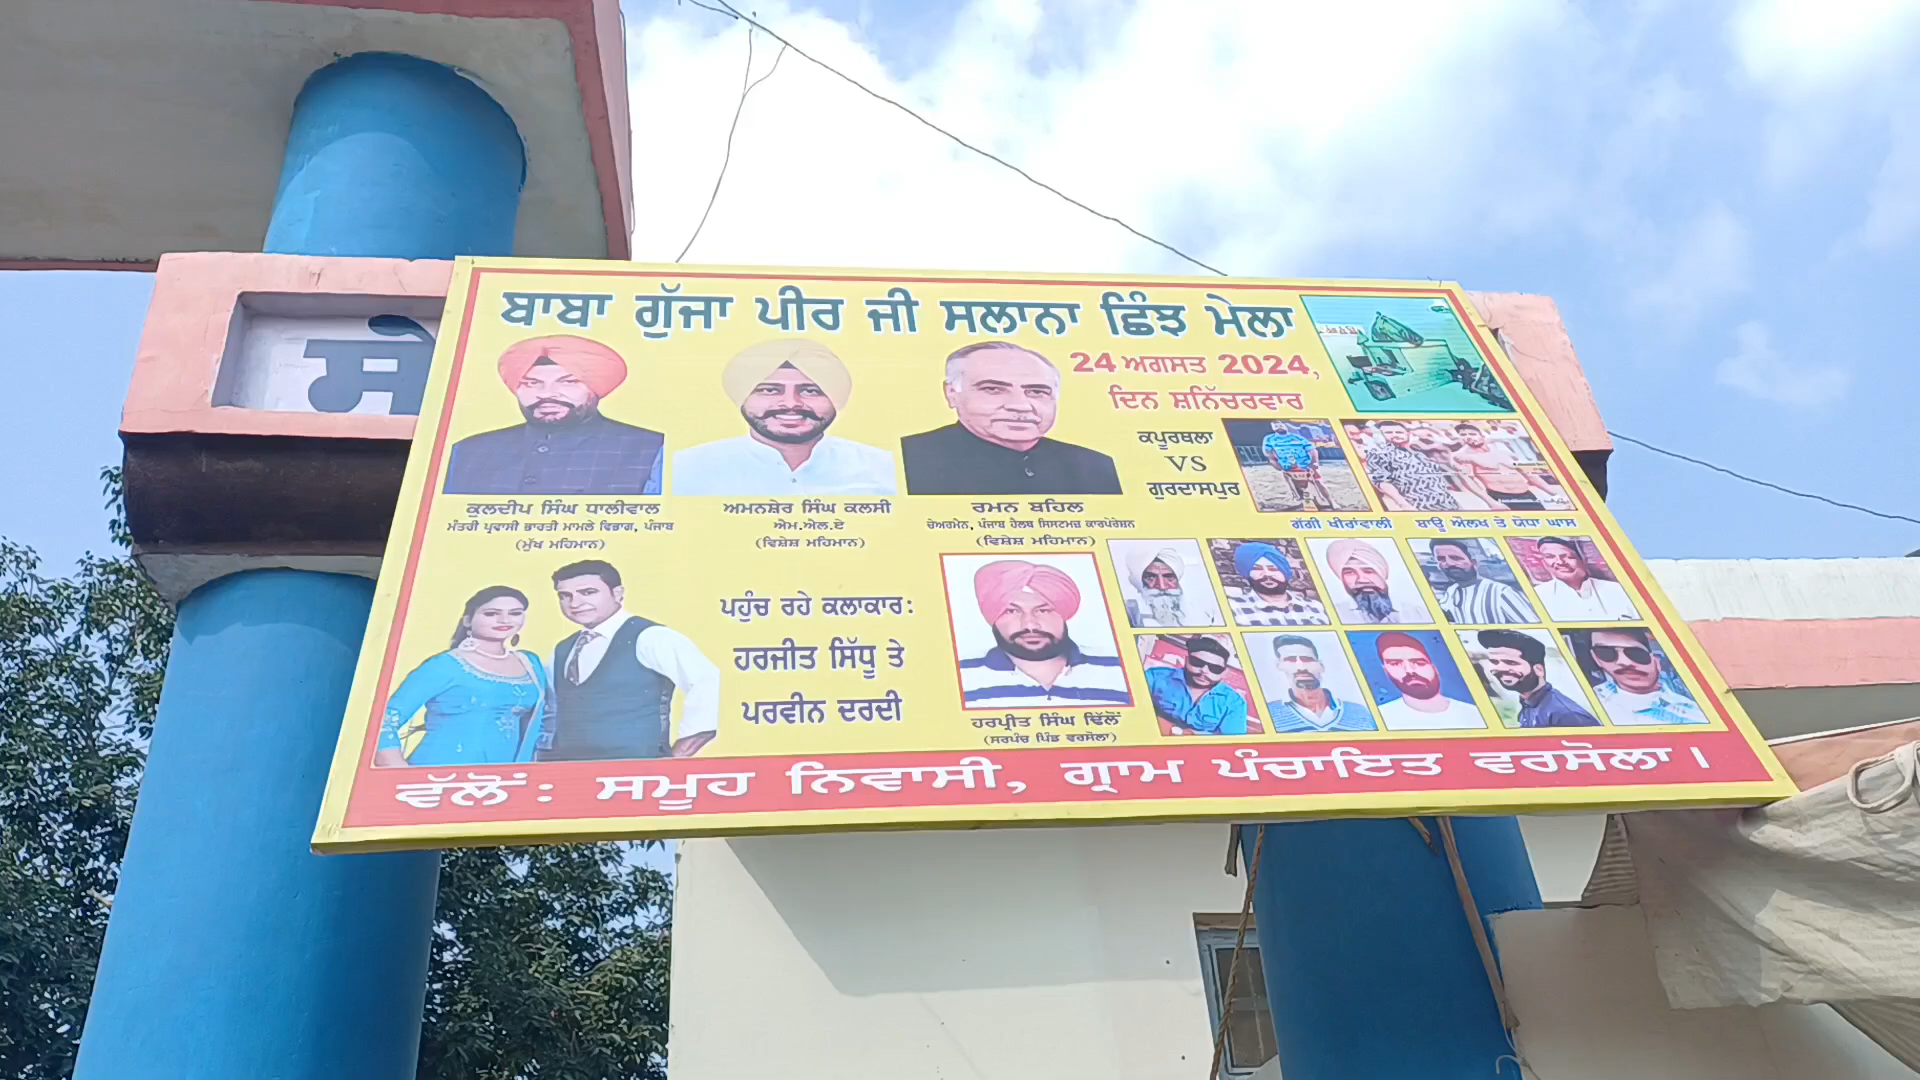 ਸੇ
ਬਾਬਾ ਗੁੱਜਾ ਪੀਰ ਜੀ ਸਲਾਨਾ ਛਿੰਝ ਮੇਲਾ
24 ਅਗਸਤ 2024,
ਦਿਨ ਸ਼ਨਿੱਚਰਵਾਰ
ਕਪੂਰਥਲਾ
VS
ਗੁਰਦਾਸਪੁਰ
ਕੁਲਦੀਪ ਸਿੰਘ ਧਾਲੀਵਾਲ
ਮੰਤਰੀ ਪ੍ਰਵਾਸੀ ਭਾਰਤੀ ਮਾਮਲੇ ਵਿਭਾਗ, ਪੰਜਾਬ
(ਮੁੱਖ ਮਹਿਮਾਨ)
ਅਮਨਸ਼ੇਰ ਸਿੰਘ ਕਲਸੀ
ਐਮ.ਐਲ.ਏ
(ਵਿਸ਼ੇਸ਼ ਮਹਿਮਾਨ)
ਰਮਨ ਬਹਿਲ
ਚੇਅਰਮੈਨ, ਪੰਜਾਬ ਹੈਲਥ ਸਿਸਟਮਜ਼ ਕਾਰਪੋਰੇਸ਼ਨ
(ਵਿਸ਼ੇਸ਼ ਮਹਿਮਾਨ)
ਗੱਗੀ ਖੀਰਾਂਵਾਲੀ
ਬਾਊ ਔਲਖ ਤੇ ਯੋਧਾ ਘਾਸ
ਪਹੁੰਚ ਰਹੇ ਕਲਾਕਾਰ:
ਹਰਜੀਤ ਸਿੱਧੂ ਤੇ
ਪਰਵੀਨ ਦਰਦੀ
ਹਰਪ੍ਰੀਤ ਸਿੰਘ ਢਿੱਲੋਂ
(ਸਰਪੰਚ ਪਿੰਡ ਵਰਸੋਲਾ)
ਵੱਲੋਂ: ਸਮੂਹ ਨਿਵਾਸੀ, ਗ੍ਰਾਮ ਪੰਚਾਇਤ ਵਰਸੋਲਾ।